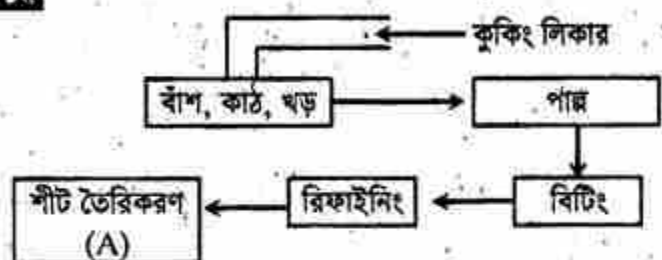 কুকিং লিকার
বাঁশ, কাঠ, খড়
পাল্প
শীট তৈরিকরণ
(A)
রিফাইনিং
বিটিং